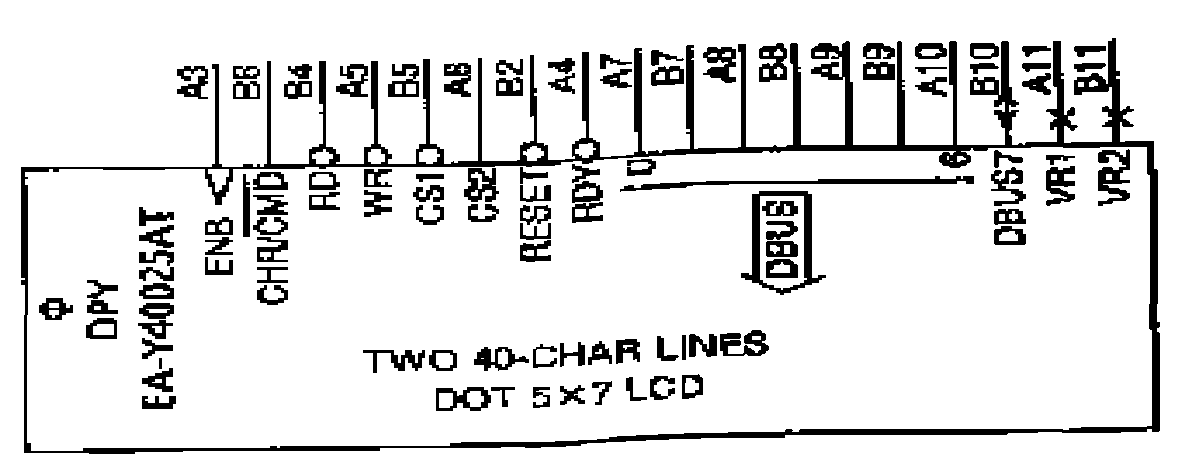 A3 B6 B4 A5 B5 A6 B2 A4 A7 B7 A8 B8 A9 B9 A10 B10 A11 B11
ENB
CHR/CMD
RD
WR
CS1
CS2
RESET
RDY
0
6
DBUS7
VR1
VR2
DBUS
Φ
DPY
EA-Y40025AT
TWO 40-CHAR LINES
DOT 5×7 LCD